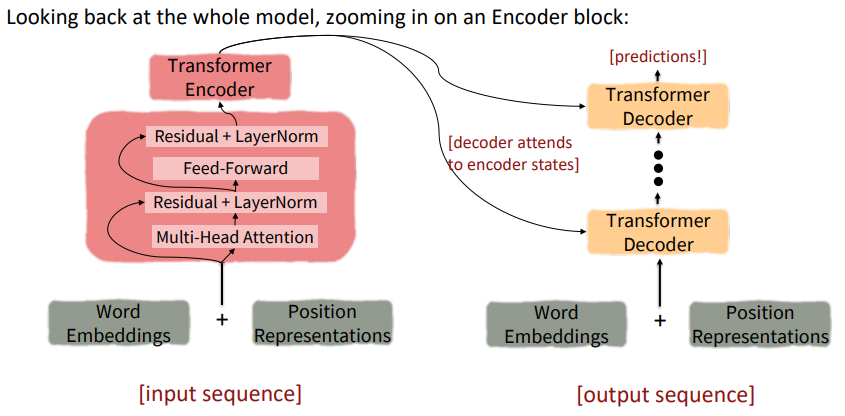 Looking back at the whole model, zooming in on an Encoder block:
Transformer
Encoder
Residual + LayerNorm
Feed-Forward
Residual + LayerNorm
Multi-Head Attention
Word
Embeddings
+
Position
Representations
[input sequence]
[predictions!]
Transformer
Decoder
[decoder attends
to encoder states]
Transformer
Decoder
Word
Embeddings
+
Position
Representations
[output sequence]